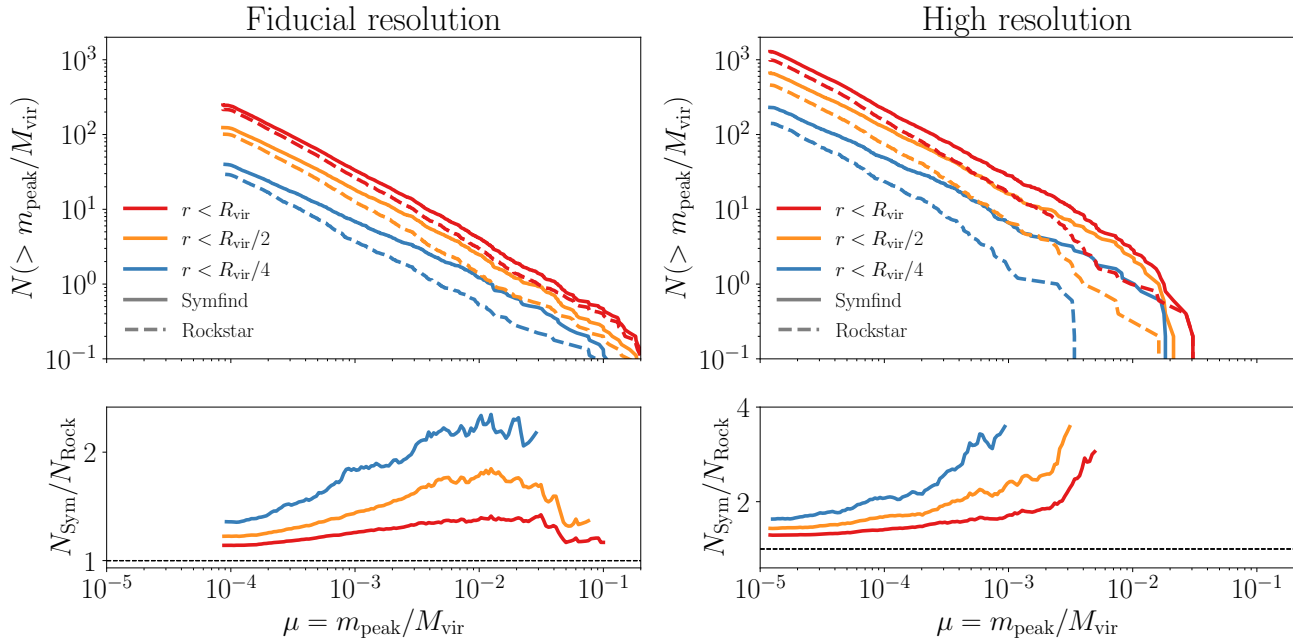 Fiducial resolution
High resolution
10^3
10^2
10^1
10^0
10^−1
N(> m_peak/M_vir)
r < R_vir
r < R_vir/2
r < R_vir/4
Symfind
Rockstar
10^3
10^2
10^1
10^0
10^−1
N(> m_peak/M_vir)
r < R_vir
r < R_vir/2
r < R_vir/4
Symfind
Rockstar
2
1
N_Sym/N_Rock
10^−5 10^−4 10^−3 10^−2 10^−1
μ = m_peak/M_vir
4
2
N_Sym/N_Rock
10^−5 10^−4 10^−3 10^−2 10^−1
μ = m_peak/M_vir